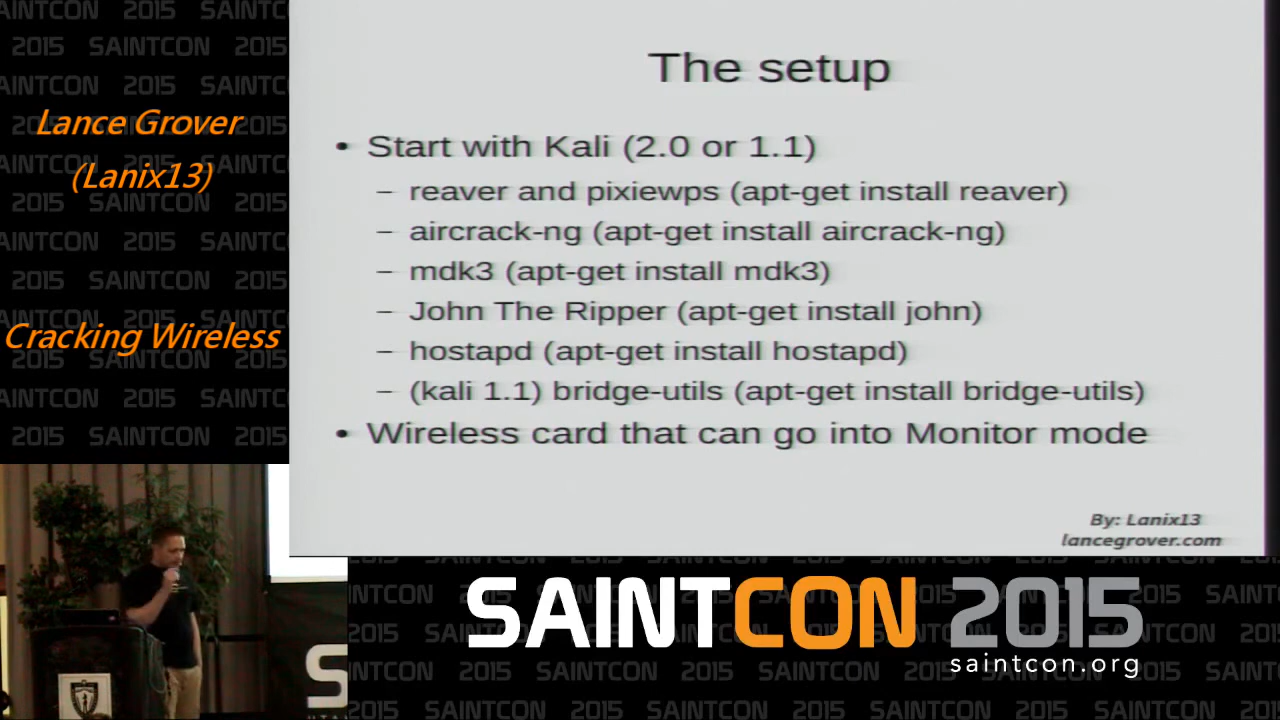 Lance Grover
(Lanix13)
Cracking Wireless
The setup
• Start with Kali (2.0 or 1.1)
– reaver and pixiewps (apt-get install reaver)
– aircrack-ng (apt-get install aircrack-ng)
– mdk3 (apt-get install mdk3)
– John The Ripper (apt-get install john)
– hostapd (apt-get install hostapd)
– (kali 1.1) bridge-utils (apt-get install bridge-utils)
• Wireless card that can go into Monitor mode
By: Lanix13
lancegrover.com
SAINTCON 2015
saintcon.org